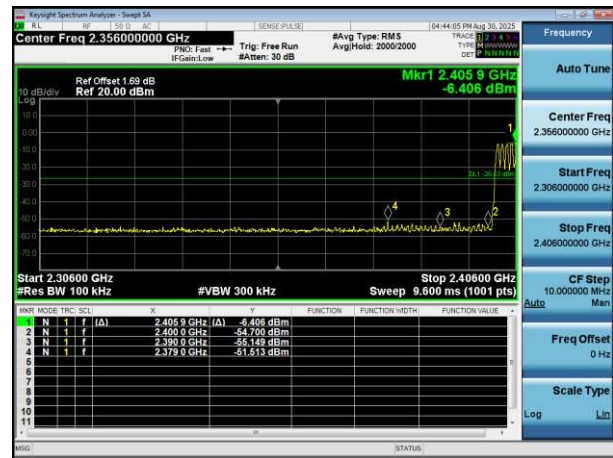 Keysight Spectrum Analyzer - Swept SA
RL RF 50 Ω AC SENSE:PULSE 04:44:05 PM Aug 30, 2025
Center Freq 2.356000000 GHz
PNO: Fast
IFGain:Low
Trig: Free Run
#Atten: 30 dB
#Avg Type: RMS
Avg|Hold: 2000/2000
TRACE 1 2 3 4 5 6
TYPE M W W W W W
DET P N N N N N
Mkr1 2.405 9 GHz
-6.406 dBm
Ref Offset 1.69 dB
Ref 20.00 dBm
10 dB/div
Log
10.0
0.00
-10.0
-20.0
-30.0
-40.0
-50.0
-60.0
-70.0
1
4
3
2
Start 2.30600 GHz Stop 2.40600 GHz
#Res BW 100 kHz #VBW 300 kHz Sweep 9.600 ms (1001 pts)
MKR MODE TRC SCL X Y FUNCTION FUNCTION WIDTH FUNCTION VALUE
1 N 1 f (Δ) 2.405 9 GHz (Δ) -6.406 dBm
2 N 1 f 2.400 0 GHz -54.700 dBm
3 N 1 f 2.390 0 GHz -55.149 dBm
4 N 1 f 2.379 0 GHz -51.513 dBm
5
6
7
8
9
10
11
MSG STATUS
Frequency
Auto Tune
Center Freq
2.356000000 GHz
Start Freq
2.306000000 GHz
Stop Freq
2.406000000 GHz
CF Step
10.000000 MHz
Auto Man
Freq Offset
0 Hz
Scale Type
Log Lin